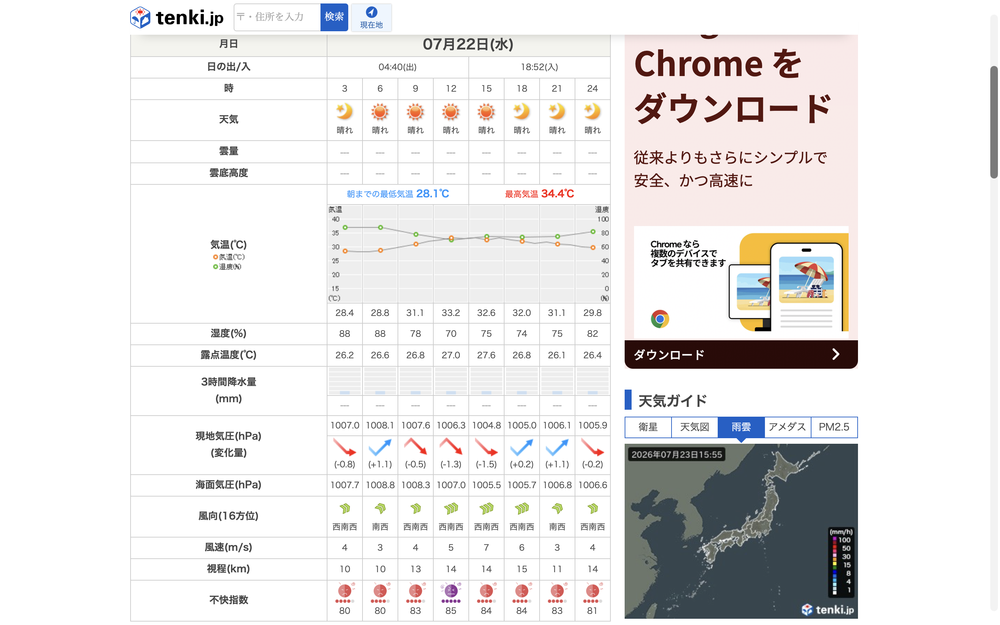 tenki.jp
〒・住所を入力
検索
現在地
月日
07月22日(水)
日の出/入
04:40(出)
18:52(入)
時
3 6 9 12 15 18 21 24
天気
晴れ 晴れ 晴れ 晴れ 晴れ 晴れ 晴れ 晴れ
雲量
--- --- --- --- --- --- --- ---
雲底高度
--- --- --- --- --- --- --- ---
朝までの最低気温 28.1℃
最高気温 34.4℃
気温(℃)
気温(℃)
湿度(%)
気温 湿度
40 100
35 80
30 60
25 40
20 20
15 0
(℃) (%)
28.4 28.8 31.1 33.2 32.6 32.0 31.1 29.8
湿度(%)
88 88 78 70 75 74 75 82
露点温度(℃)
26.2 26.6 26.8 27.0 27.6 26.8 26.1 26.4
3時間降水量
(mm)
--- --- --- --- --- --- --- ---
現地気圧(hPa)
(変化量)
1007.0 1008.1 1007.6 1006.3 1004.8 1005.0 1006.1 1005.9
(-0.8) (+1.1) (-0.5) (-1.3) (-1.5) (+0.2) (+1.1) (-0.2)
海面気圧(hPa)
1007.7 1008.8 1008.3 1007.0 1005.5 1005.7 1006.8 1006.6
風向(16方位)
西南西 南西 西南西 西南西 西南西 西南西 南西 西南西
風速(m/s)
4 3 4 5 7 6 3 4
視程(km)
10 10 13 14 14 15 11 14
不快指数
80 80 83 85 84 84 83 81
Chrome を
ダウンロード
従来よりもさらにシンプルで
安全、かつ高速に
Chrome なら
複数のデバイスで
タブを共有できます
ダウンロード
天気ガイド
衛星 天気図 雨雲 アメダス PM2.5
2026年07月23日15:55
(mm/h)
100
50
30
15
8
4
1
tenki.jp